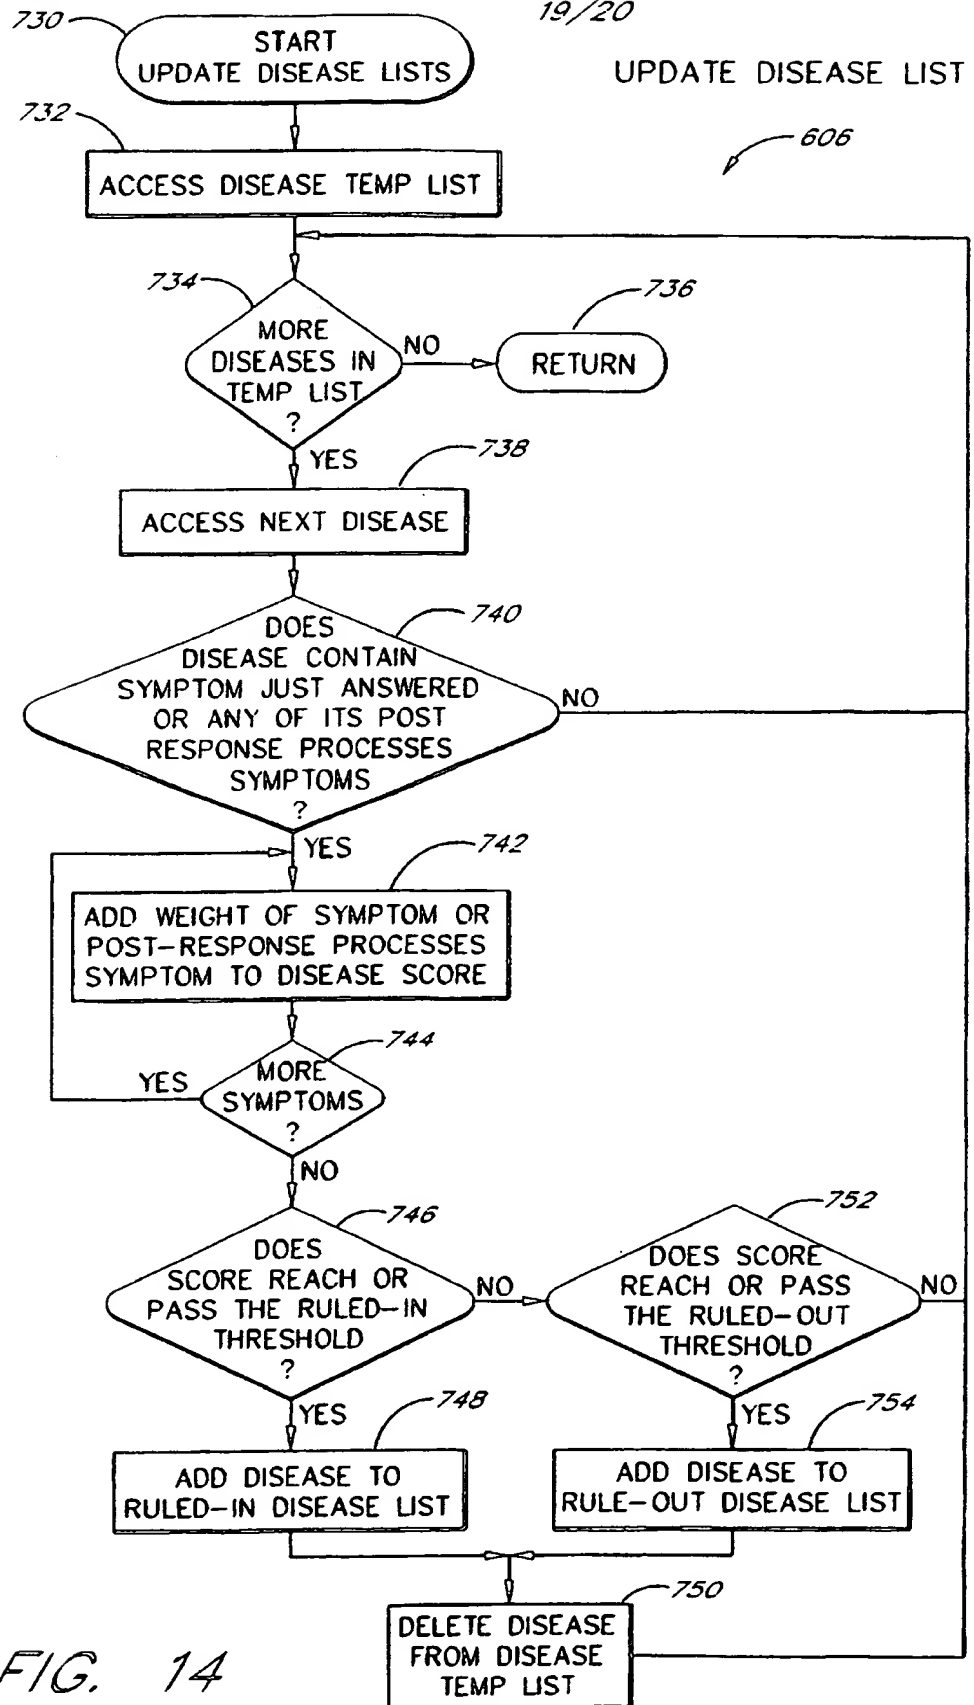 19/20
730
START
UPDATE DISEASE LISTS
UPDATE DISEASE LIST
606
732
ACCESS DISEASE TEMP LIST
734
MORE
DISEASES IN
TEMP LIST
?
NO
736
RETURN
YES
738
ACCESS NEXT DISEASE
740
DOES
DISEASE CONTAIN
SYMPTOM JUST ANSWERED
OR ANY OF ITS POST
RESPONSE PROCESSES
SYMPTOMS
?
NO
YES
742
ADD WEIGHT OF SYMPTOM OR
POST-RESPONSE PROCESSES
SYMPTOM TO DISEASE SCORE
744
MORE
SYMPTOMS
?
YES
NO
746
DOES
SCORE REACH OR
PASS THE RULED-IN
THRESHOLD
?
NO
752
DOES SCORE
REACH OR PASS
THE RULED-OUT
THRESHOLD
?
NO
YES
748
ADD DISEASE TO
RULED-IN DISEASE LIST
YES
754
ADD DISEASE TO
RULE-OUT DISEASE LIST
750
DELETE DISEASE
FROM DISEASE
TEMP LIST
FIG. 14